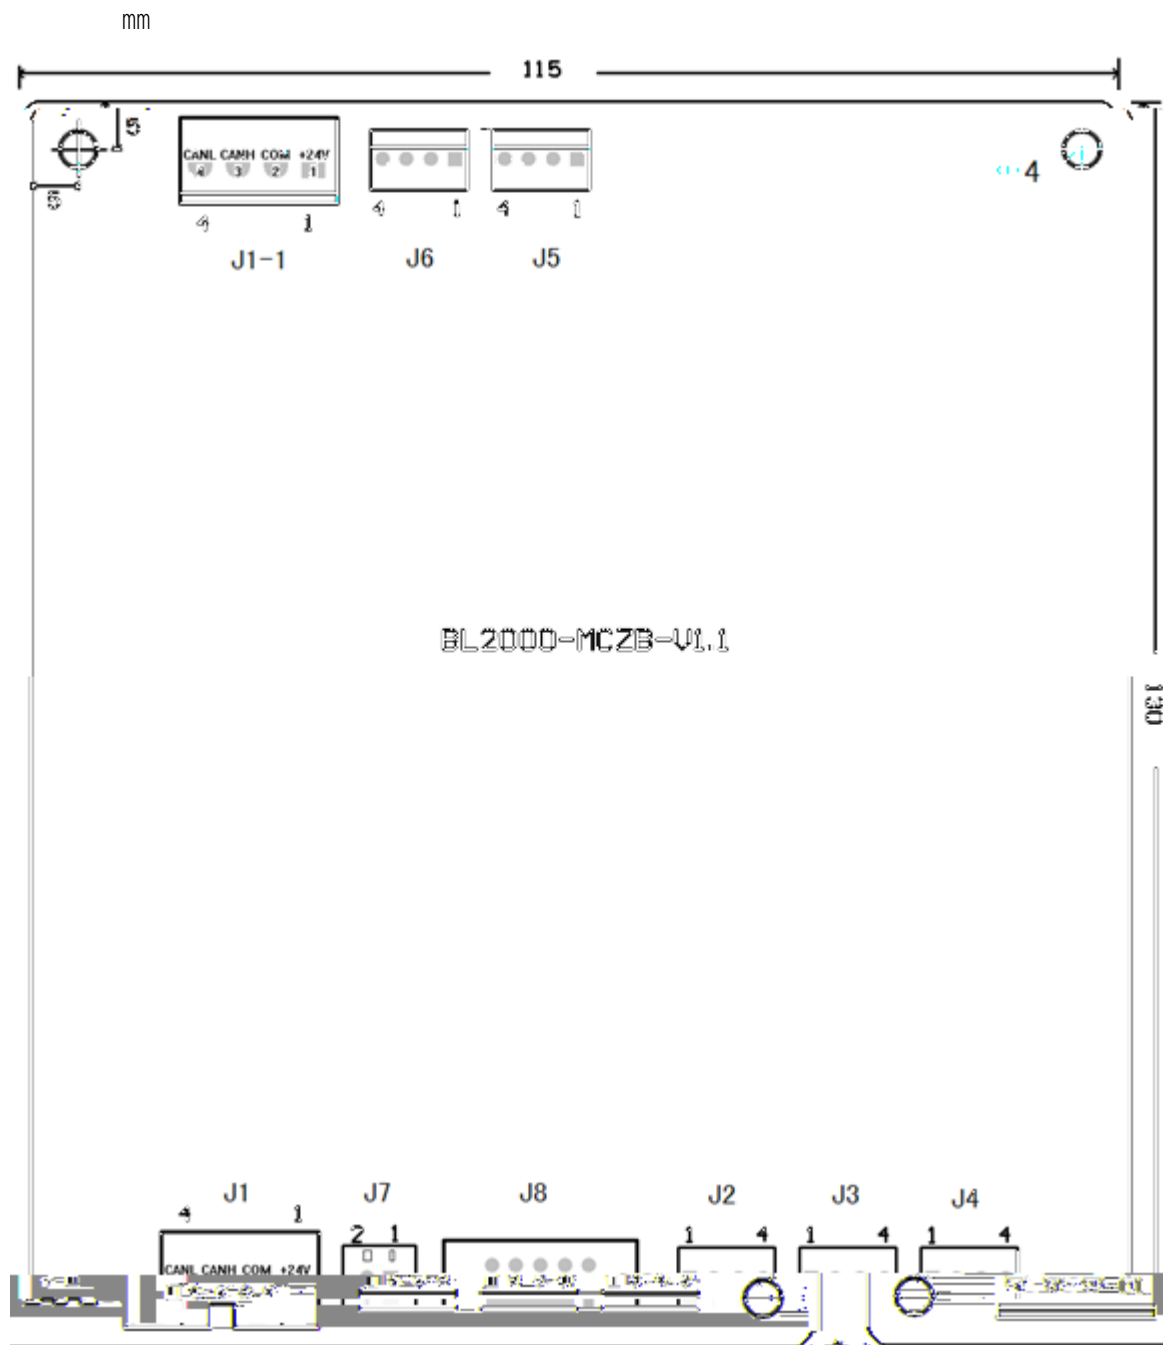 mm
115
CANL CANH COM +24V
4 3 2 1
4 1 4 1 4 1
J1-1 J6 J5
4
BL2000-MCZB-V1.1
130
J1 J7 J8 J2 J3 J4
4 1 2 1 1 4 1 4 1 4
CANL CANH COM +24V